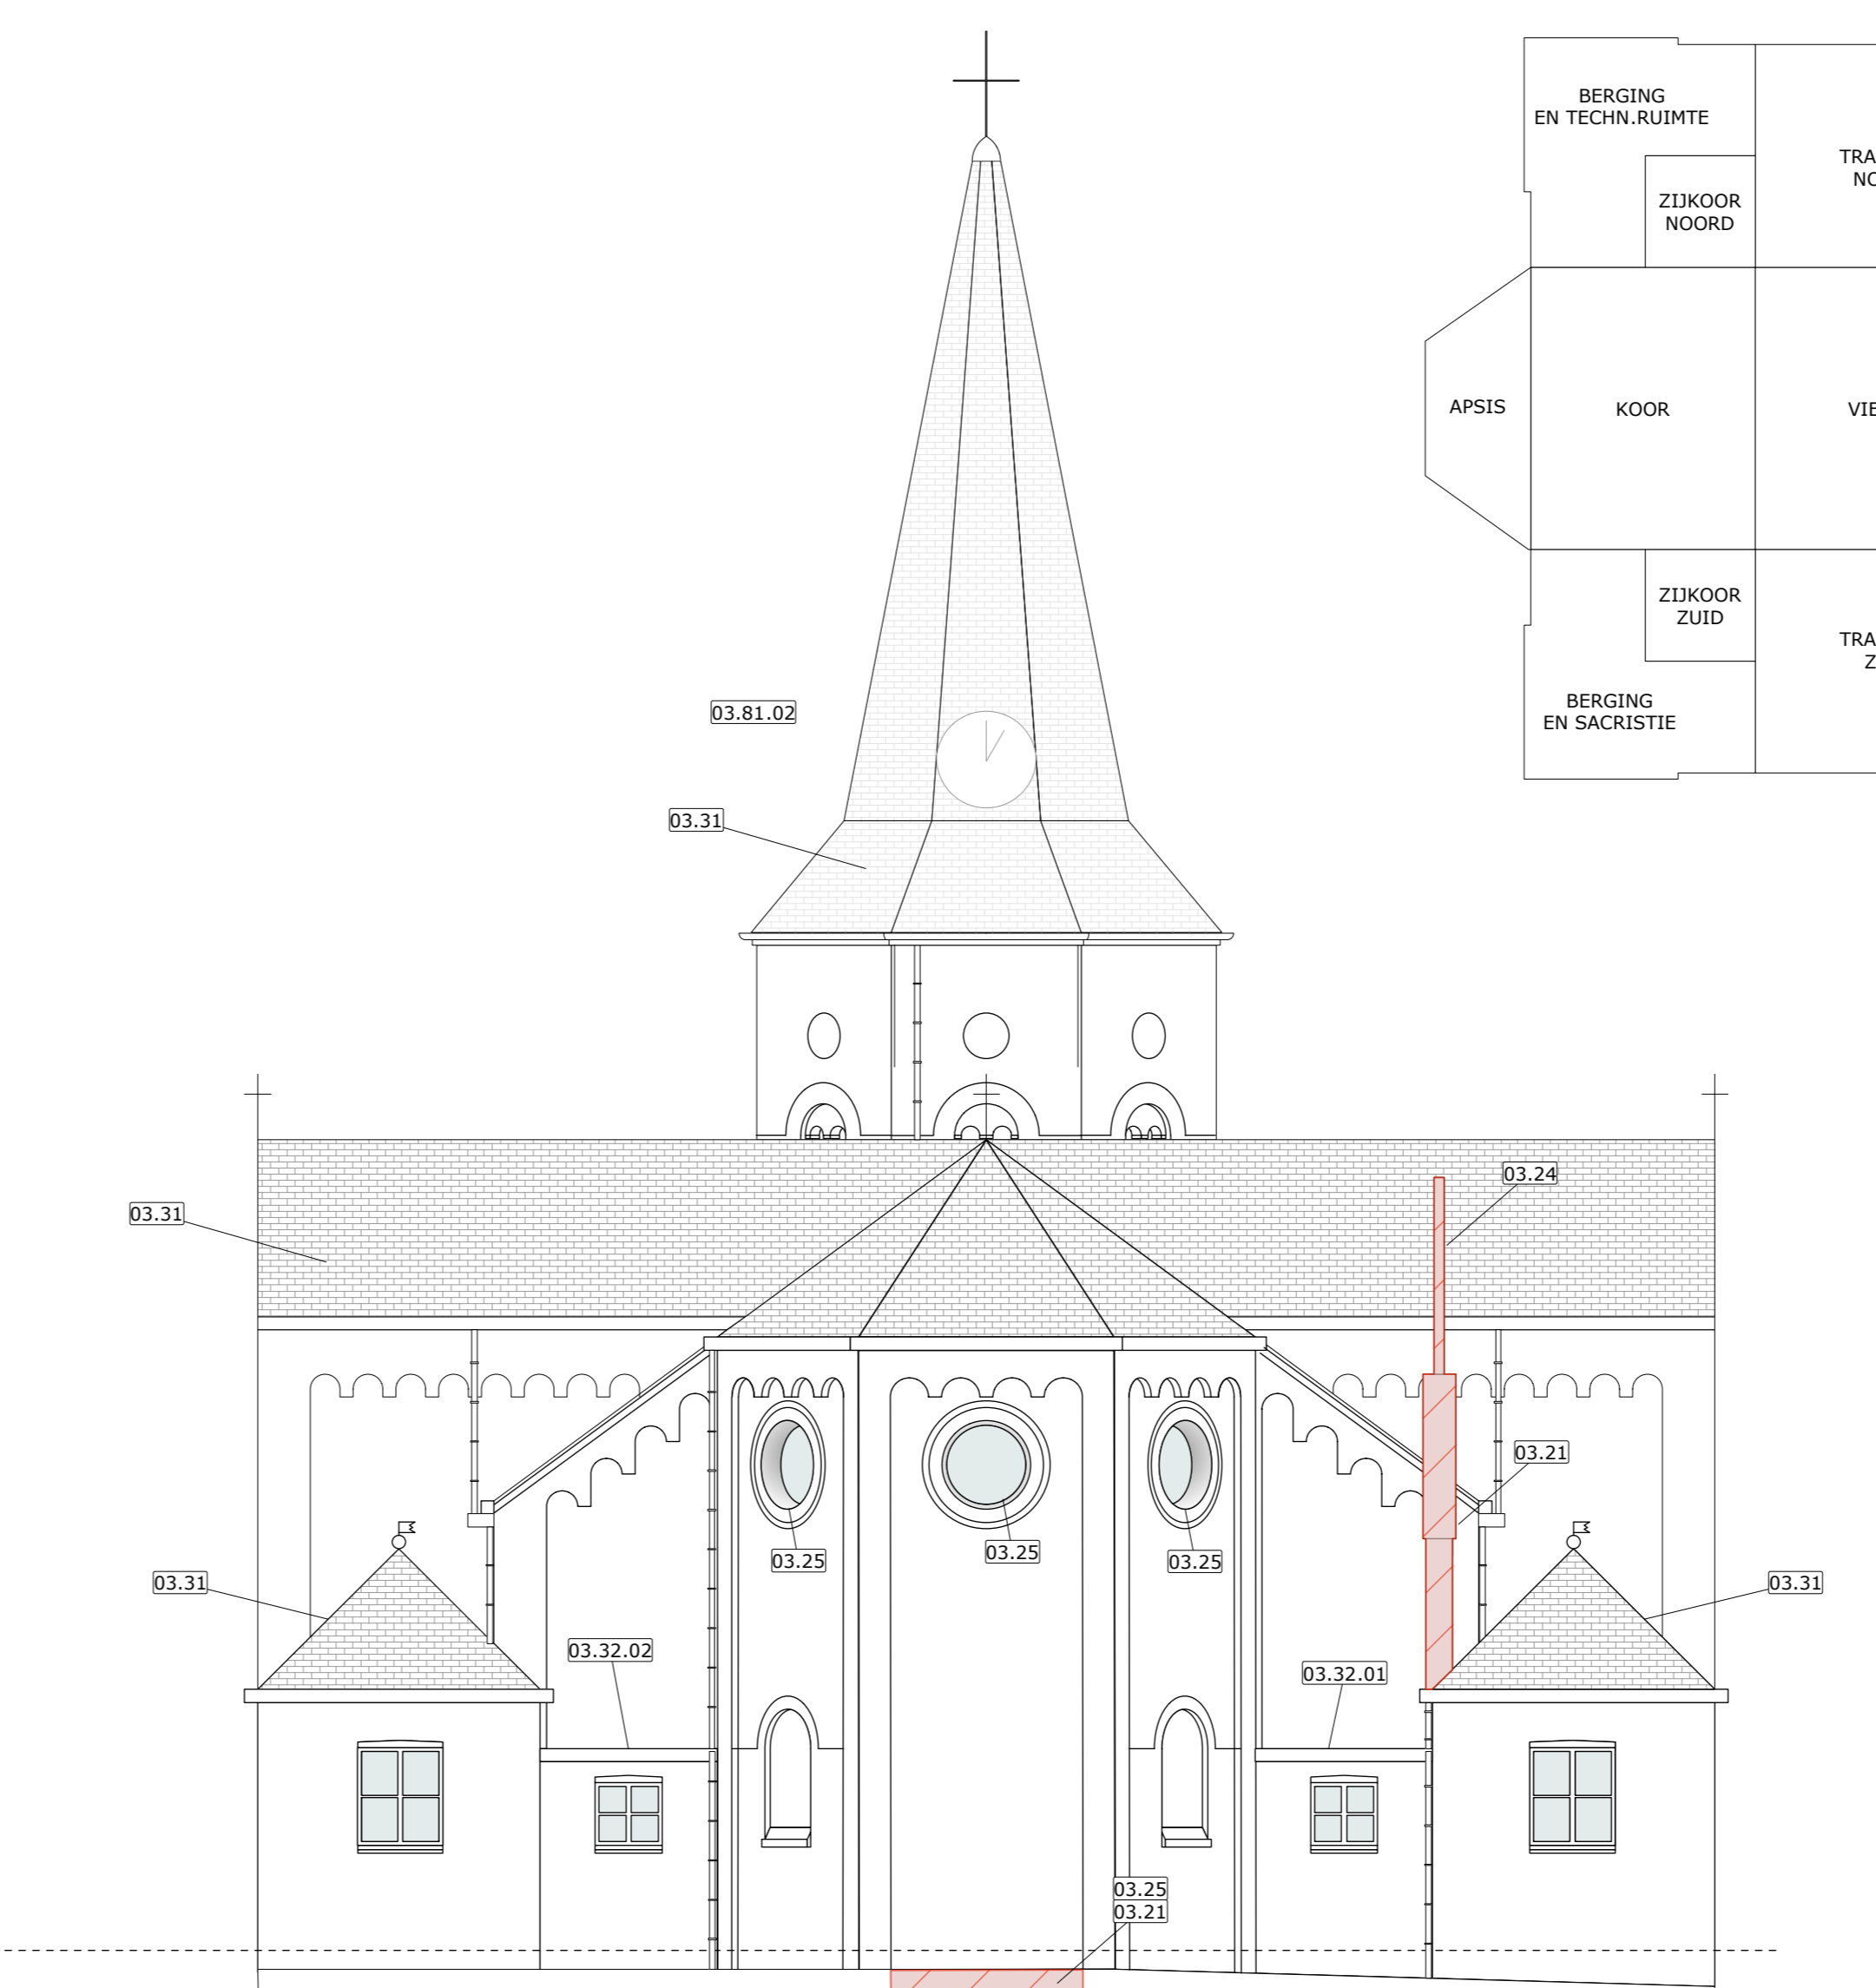 BERGING
EN TECHN.RUIMTE
ZIJKOOR
NOORD
APSIS
KOOR
ZIJKOOR
ZUID
BERGING
EN SACRISTIE
03.81.02
03.31
03.24
03.31
03.21
03.25
03.25
03.25
03.31
03.31
03.32.02
03.32.01
03.25
03.21